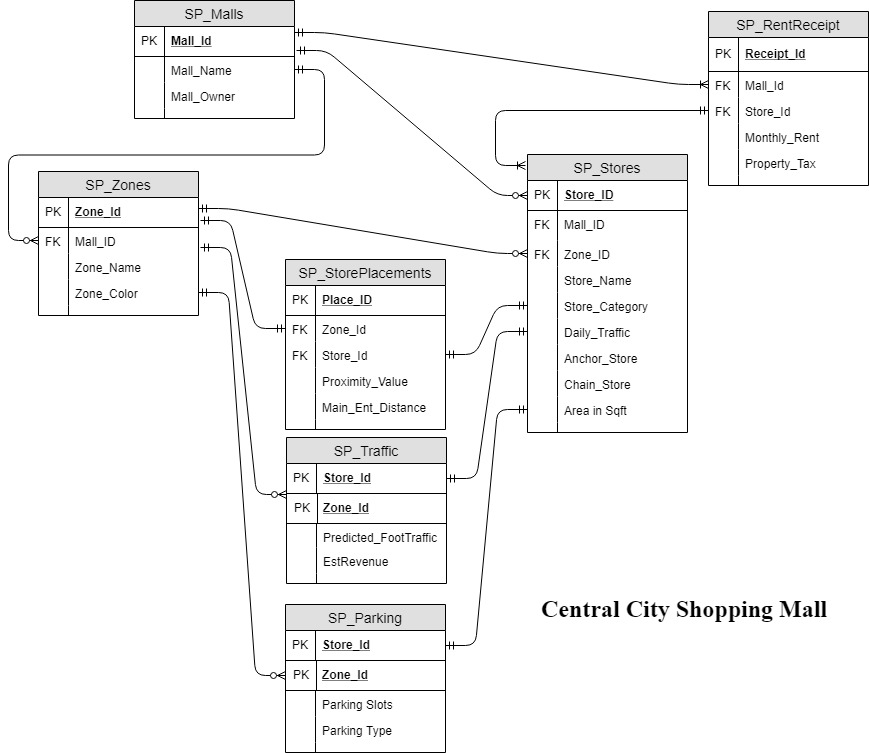 SP_Malls
PK Mall_Id
Mall_Name
Mall_Owner
SP_RentReceipt
PK Receipt_Id
FK Mall_Id
FK Store_Id
Monthly_Rent
Property_Tax
SP_Zones
PK Zone_Id
FK Mall_ID
Zone_Name
Zone_Color
SP_Stores
PK Store_ID
FK Mall_ID
FK Zone_ID
Store_Name
Store_Category
Daily_Traffic
Anchor_Store
Chain_Store
Area in Sqft
SP_StorePlacements
PK Place_ID
FK Zone_Id
FK Store_Id
Proximity_Value
Main_Ent_Distance
SP_Traffic
PK Store_Id
PK Zone_Id
Predicted_FootTraffic
EstRevenue
SP_Parking
PK Store_Id
PK Zone_Id
Parking Slots
Parking Type
Central City Shopping Mall